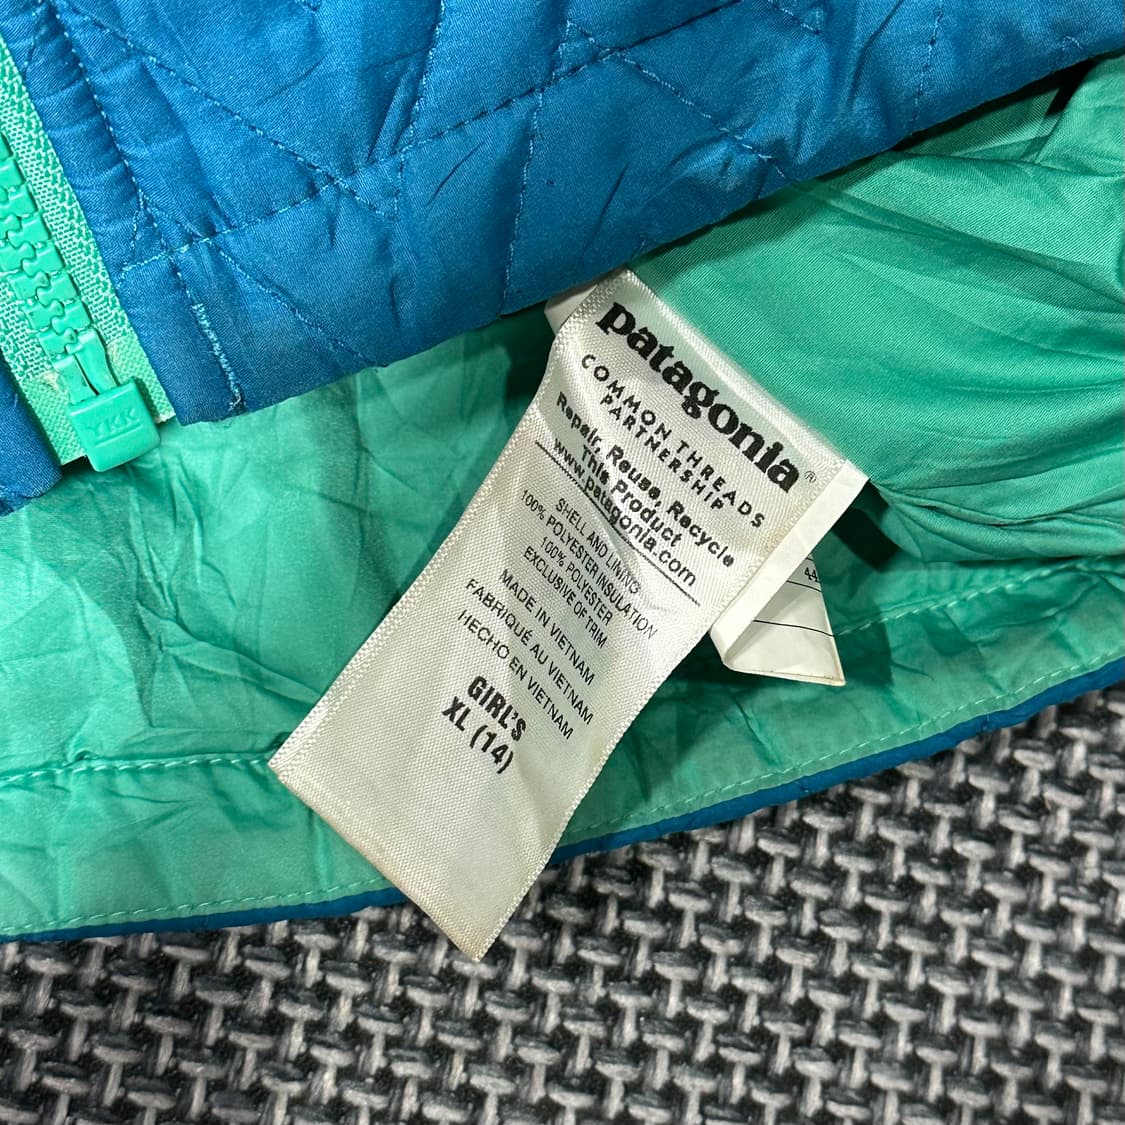 patagonia®
COMMON THREADS
PARTNERSHIP
Repair, Reuse, Recycle
This Product
www.patagonia.com
SHELL AND LINING
100% POLYESTER INSULATION
100% POLYESTER
EXCLUSIVE OF TRIM
MADE IN VIETNAM
FABRIQUÉ AU VIETNAM
HECHO EN VIETNAM
GIRL'S
XL (14)
YKK
44